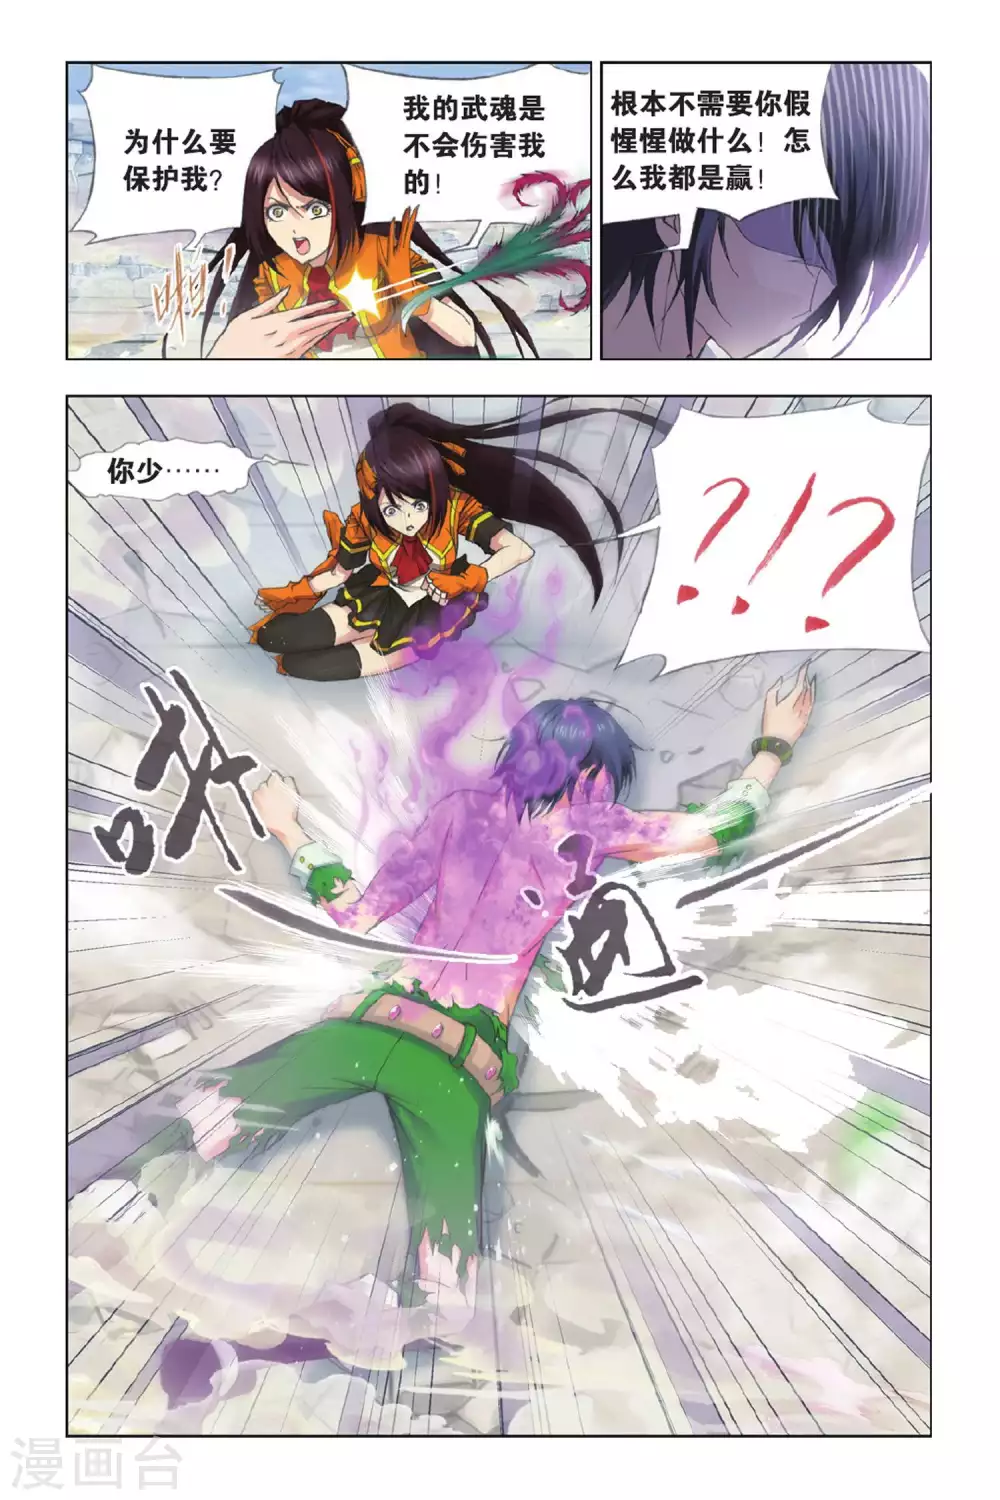 为什么要
保护我？
我的武魂是
不会伤害我
的！
啪！
根本不需要你假
惺惺做什么！怎
么我都是赢！
你少……
?!?
漫画台